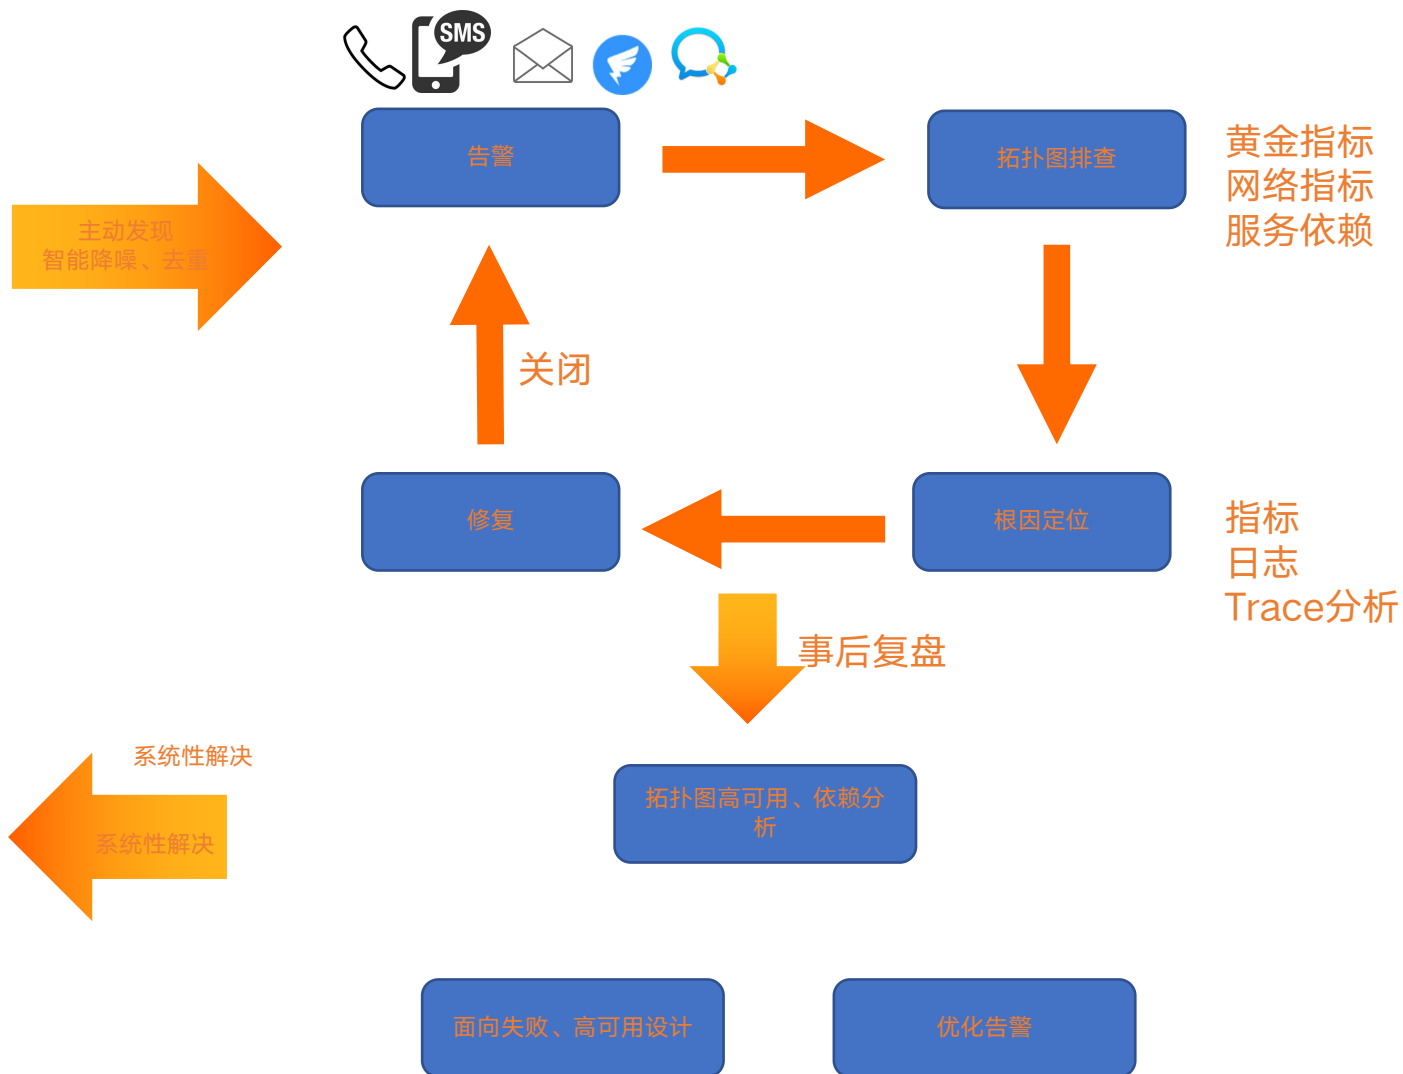 SMS
告警
拓扑图排查
黄金指标
网络指标
服务依赖
主动发现
智能降噪、去重
关闭
修复
根因定位
指标
日志
Trace分析
事后复盘
系统性解决
系统性解决
拓扑图高可用、依赖分
析
面向失败、高可用设计
优化告警